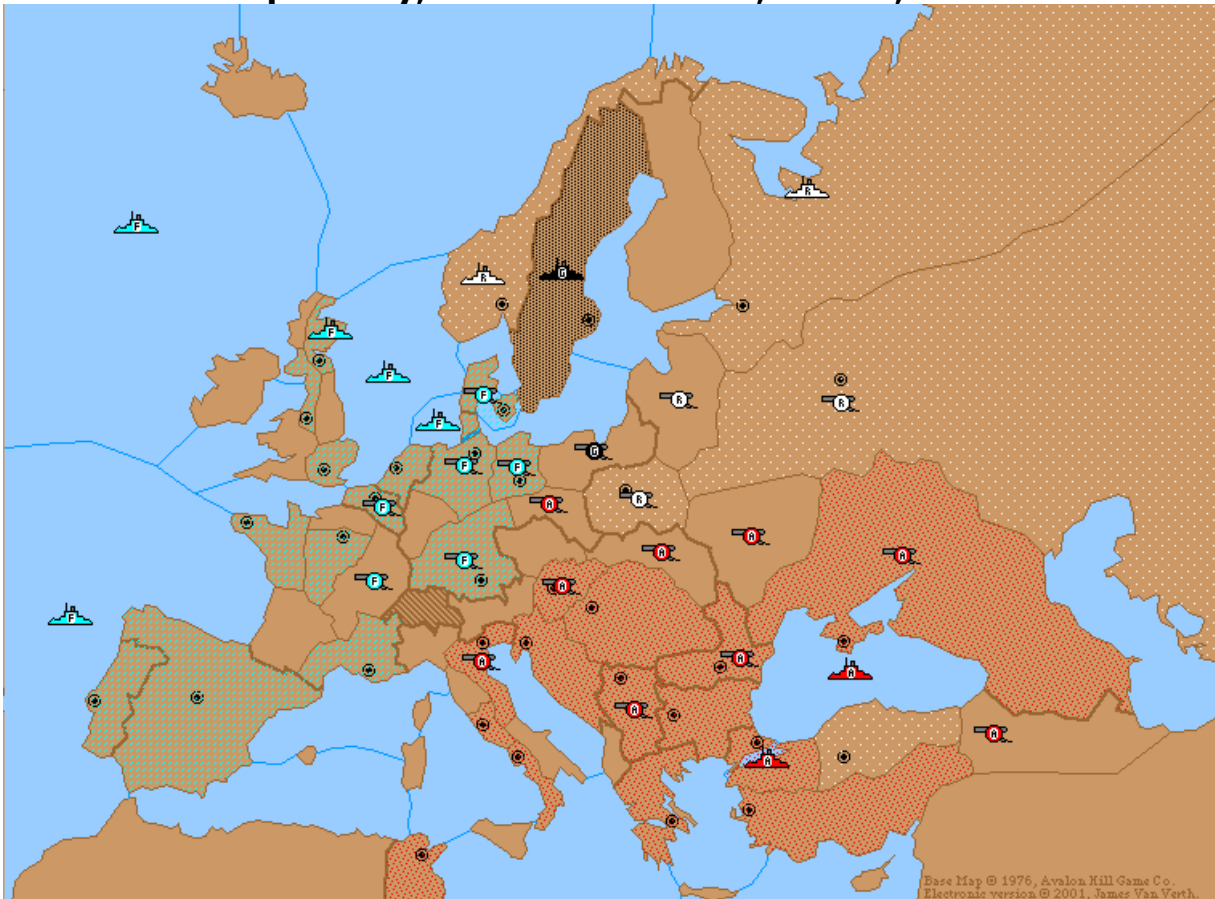 R
F
R G
F
F
F R R
F
G
F F
F A R
A
A A
F
F A
F
A A
A
A
A
A
Base Map © 1976, Avalon Hill Game Co.
Electronic version © 2001, James Van Verth.